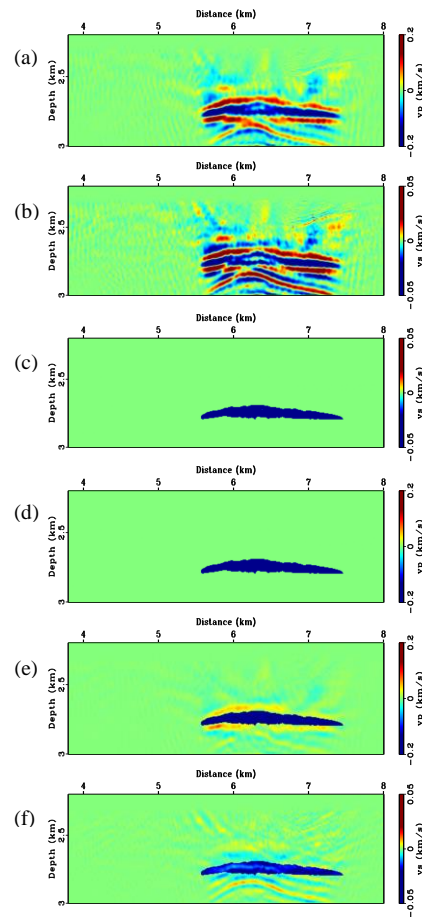 Distance (km)
4 5 6 7 8
(a)
Depth (km)
2.5
3
0.2
0
-0.2
vp (km/s)
Distance (km)
4 5 6 7 8
(b)
Depth (km)
2.5
3
0.05
0
-0.05
vs (km/s)
Distance (km)
4 5 6 7 8
(c)
Depth (km)
2.5
3
0.05
0
-0.05
vs (km/s)
Distance (km)
4 5 6 7 8
(d)
Depth (km)
2.5
3
0.2
0
-0.2
vp (km/s)
Distance (km)
4 5 6 7 8
(e)
Depth (km)
2.5
3
0.2
0
-0.2
vp (km/s)
Distance (km)
4 5 6 7 8
(f)
Depth (km)
2.5
3
0.05
0
-0.05
vs (km/s)